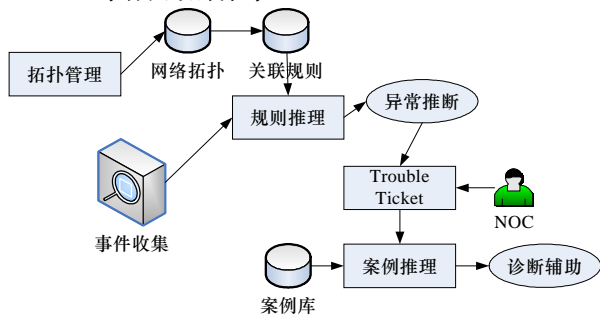 网络拓扑
关联规则
拓扑管理
规则推理
异常推断
Trouble
Ticket
NOC
事件收集
案例库
案例推理
诊断辅助